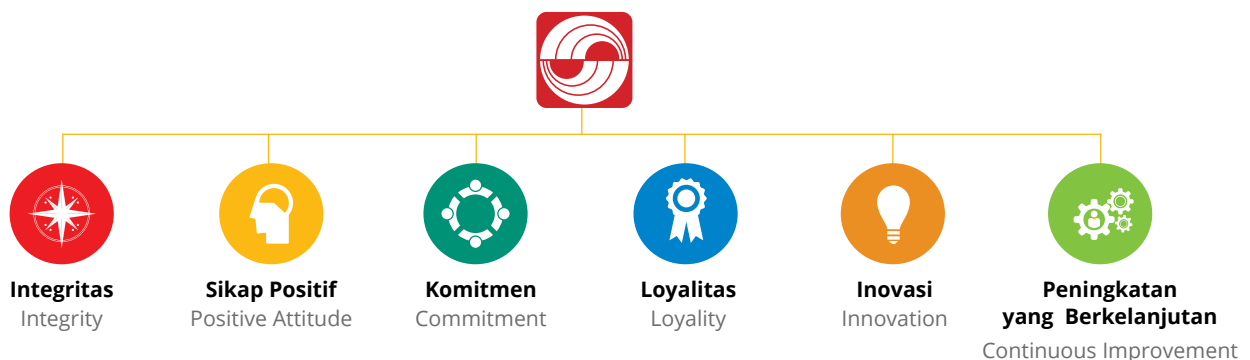 Integritas
Integrity
Sikap Positif
Positive Attitude
Komitmen
Commitment
Loyalitas
Loyality
Inovasi
Innovation
Peningkatan
yang Berkelanjutan
Continuous Improvement